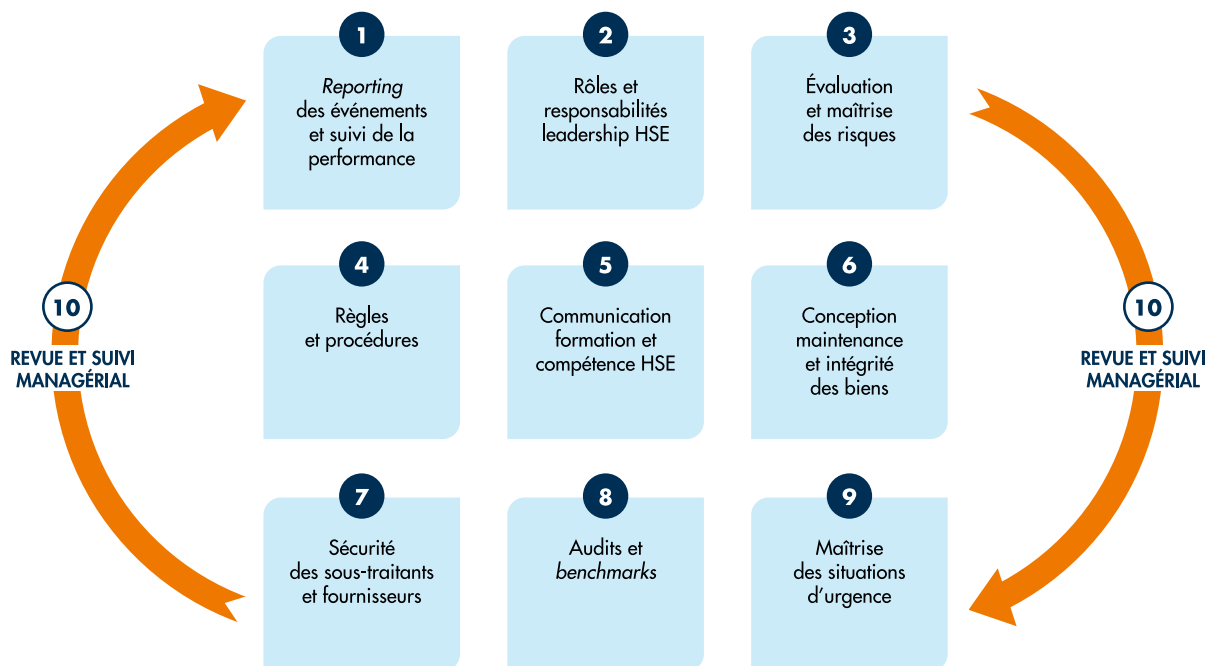 1
Reporting
des événements
et suivi de la
performance
2
Rôles et
responsabilités
leadership HSE
3
Évaluation
et maîtrise
des risques
4
Règles
et procédures
5
Communication
formation et
compétence HSE
6
Conception
maintenance
et intégrité
des biens
7
Sécurité
des sous-traitants
et fournisseurs
8
Audits et
benchmarks
9
Maîtrise
des situations
d’urgence
10
REVUE ET SUIVI
MANAGÉRIAL
10
REVUE ET SUIVI
MANAGÉRIAL